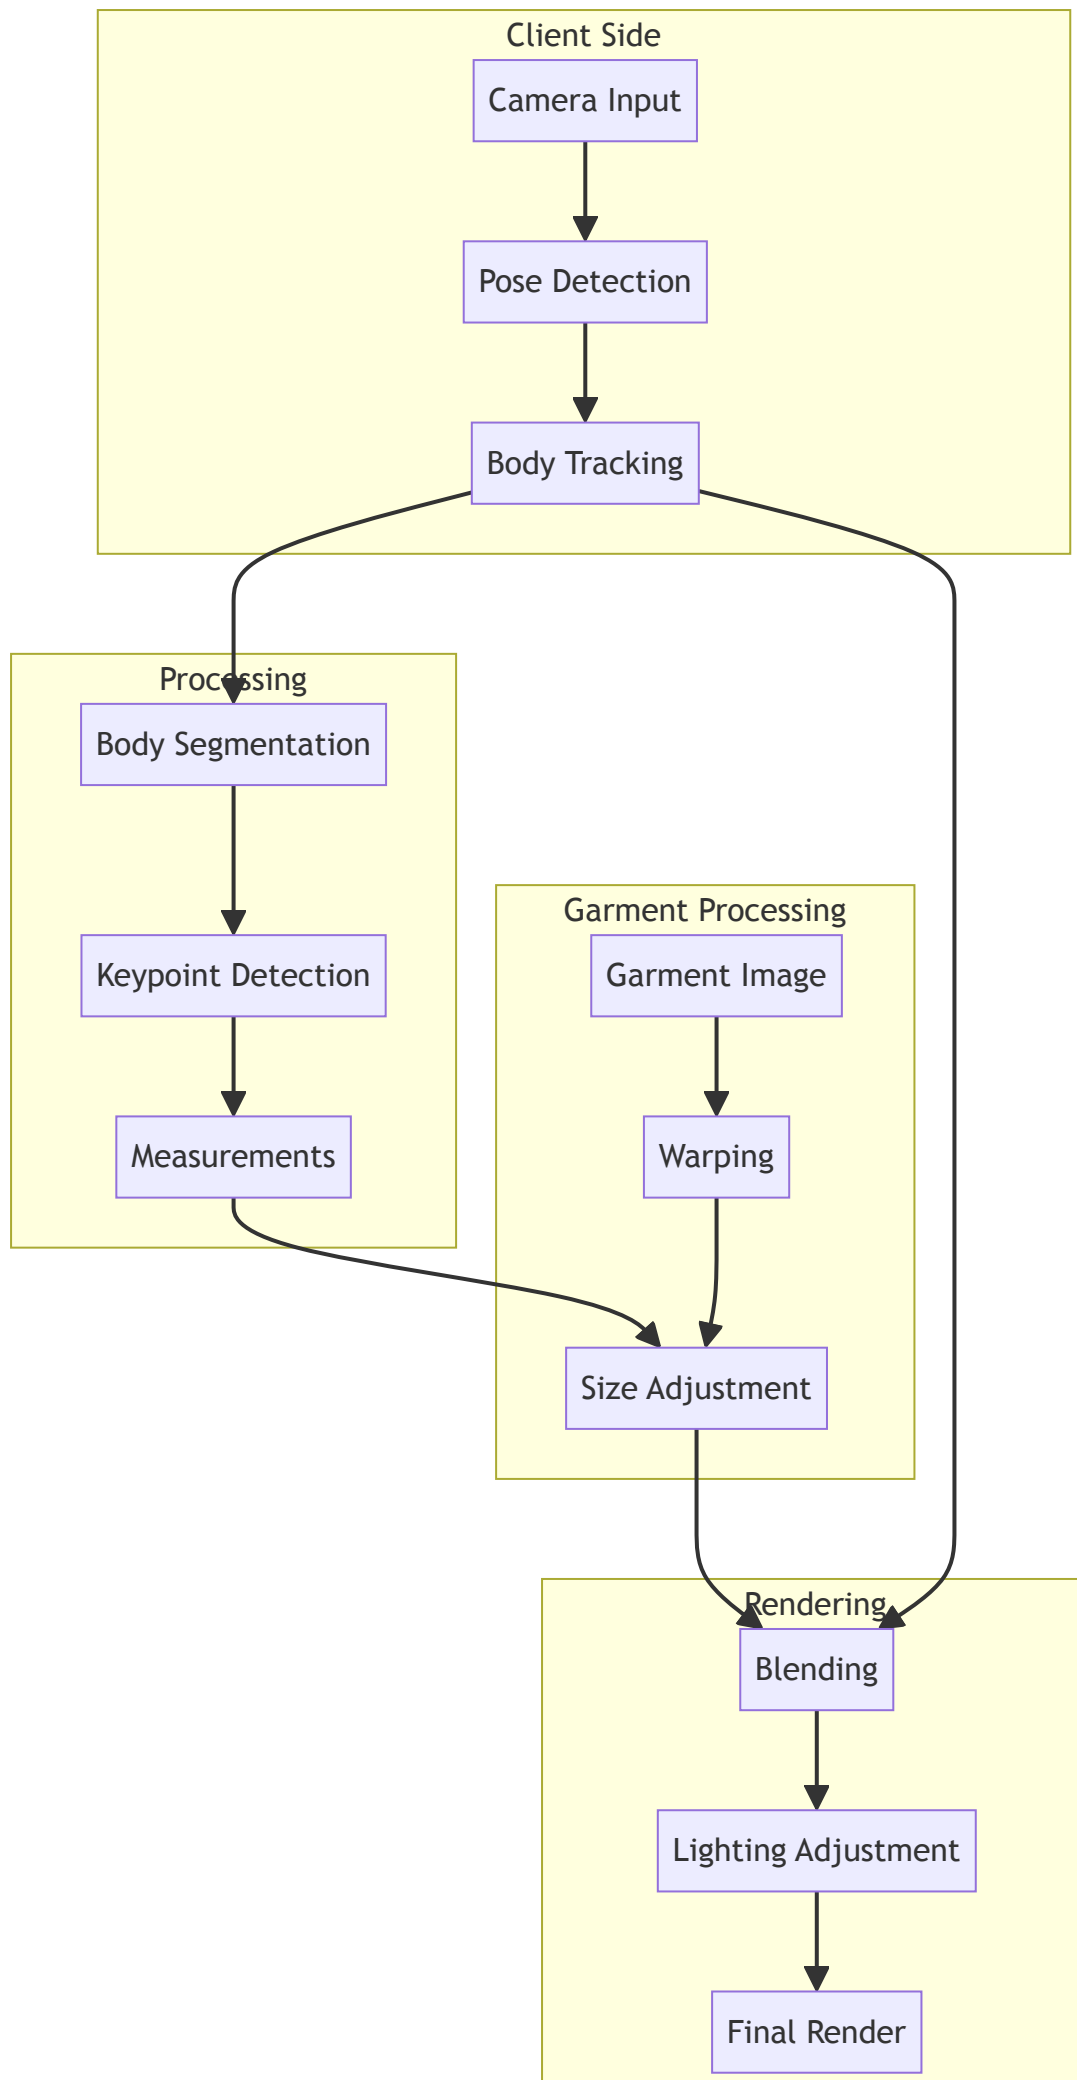 Client Side
Camera Input
Pose Detection
Body Tracking
Processing
Body Segmentation
Keypoint Detection
Measurements
Garment Processing
Garment Image
Warping
Size Adjustment
Rendering
Blending
Lighting Adjustment
Final Render